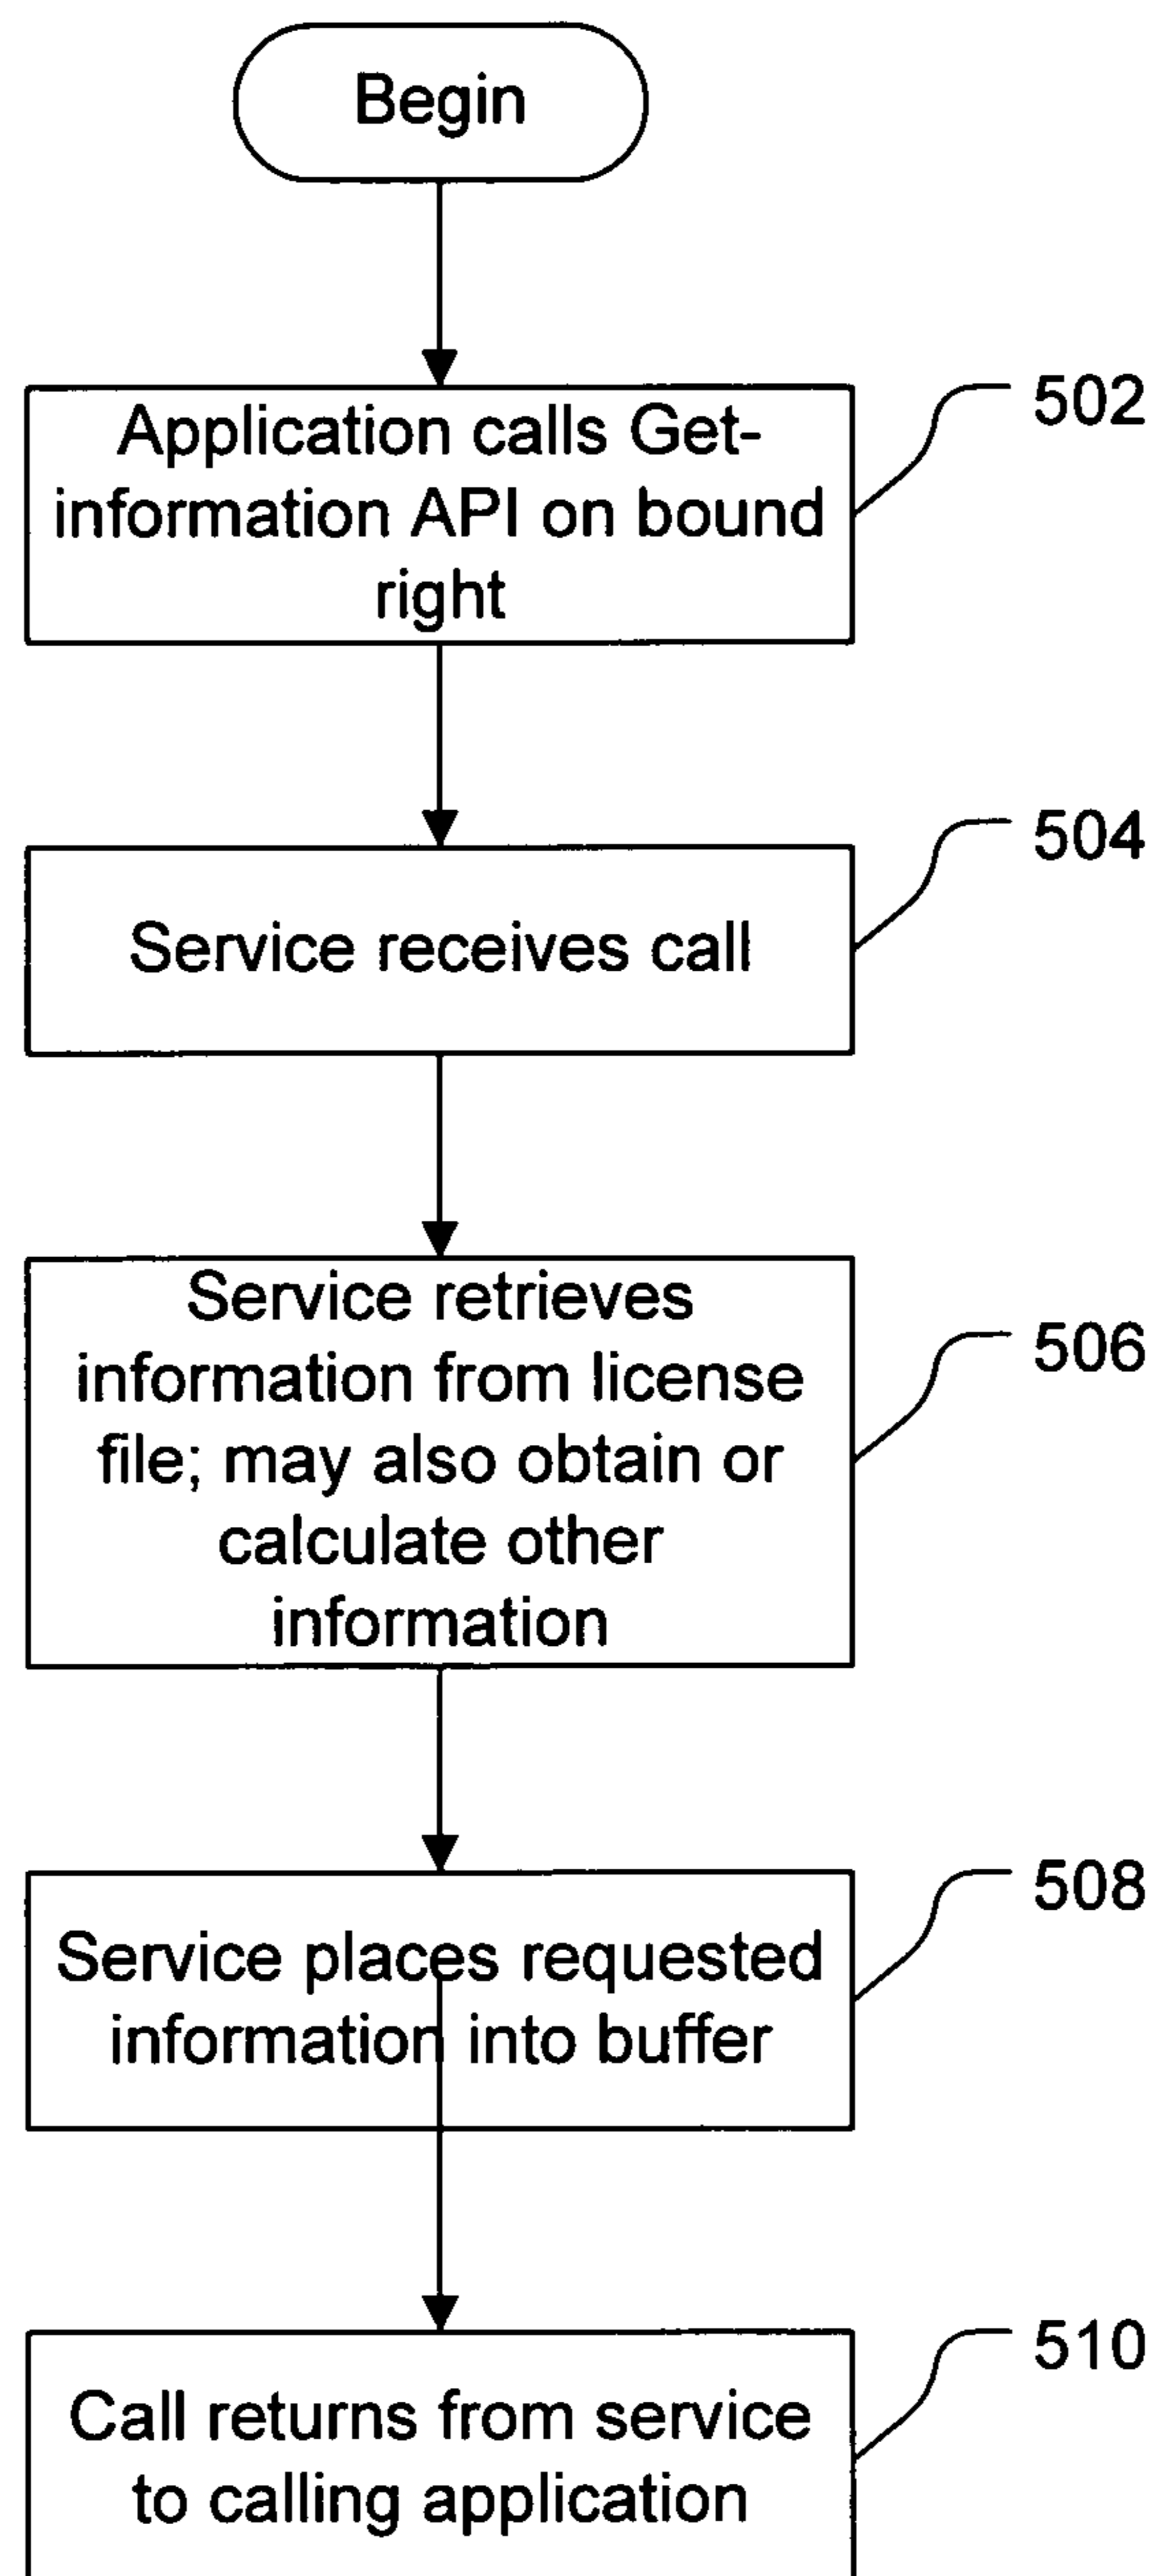 Begin
Application calls Get-
information API on bound
right
502
Service receives call
504
Service retrieves
information from license
file; may also obtain or
calculate other
information
506
Service places requested
information into buffer
508
Call returns from service
to calling application
510